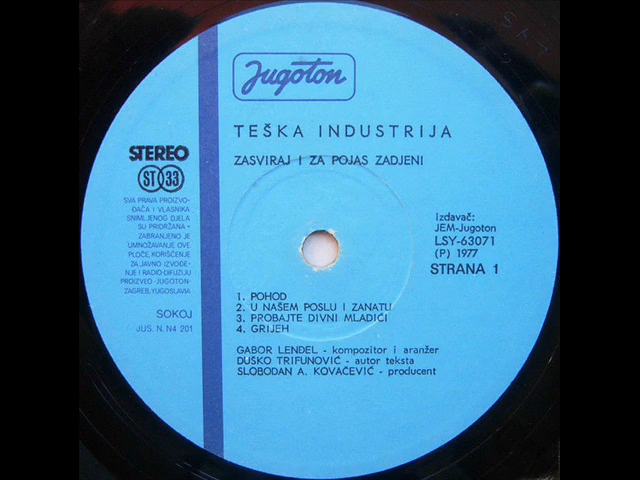 Jugoton
TEŠKA INDUSTRIJA
ZASVIRAJ I ZA POJAS ZADJENI
STEREO
ST 33
SVA PRAVA PROIZVO-
ĐAČA I VLASNIKA
SNIMLJENOG DJELA
SU PRIDRŽANA -
ZABRANJENO JE
UMNOŽAVANJE OVE
PLOČE, KORIŠĆENJE
ZA JAVNO IZVOĐE-
NJE I RADIO-DIFUZIJU
PROIZVEO - JUGOTON-
ZAGREB, YUGOSLAVIA
SOKOJ
JUS. N. N4 201
Izdavač:
JEM-Jugoton
LSY-63071
(P) 1977
STRANA 1
1. POHOD
2. U NAŠEM POSLU I ZANATU
3. PROBAJTE DIVNI MLADIĆI
4. GRIJEH
GABOR LENĐEL - kompozitor i aranžer
DUŠKO TRIFUNOVIĆ - autor teksta
SLOBODAN A. KOVAČEVIĆ - producent